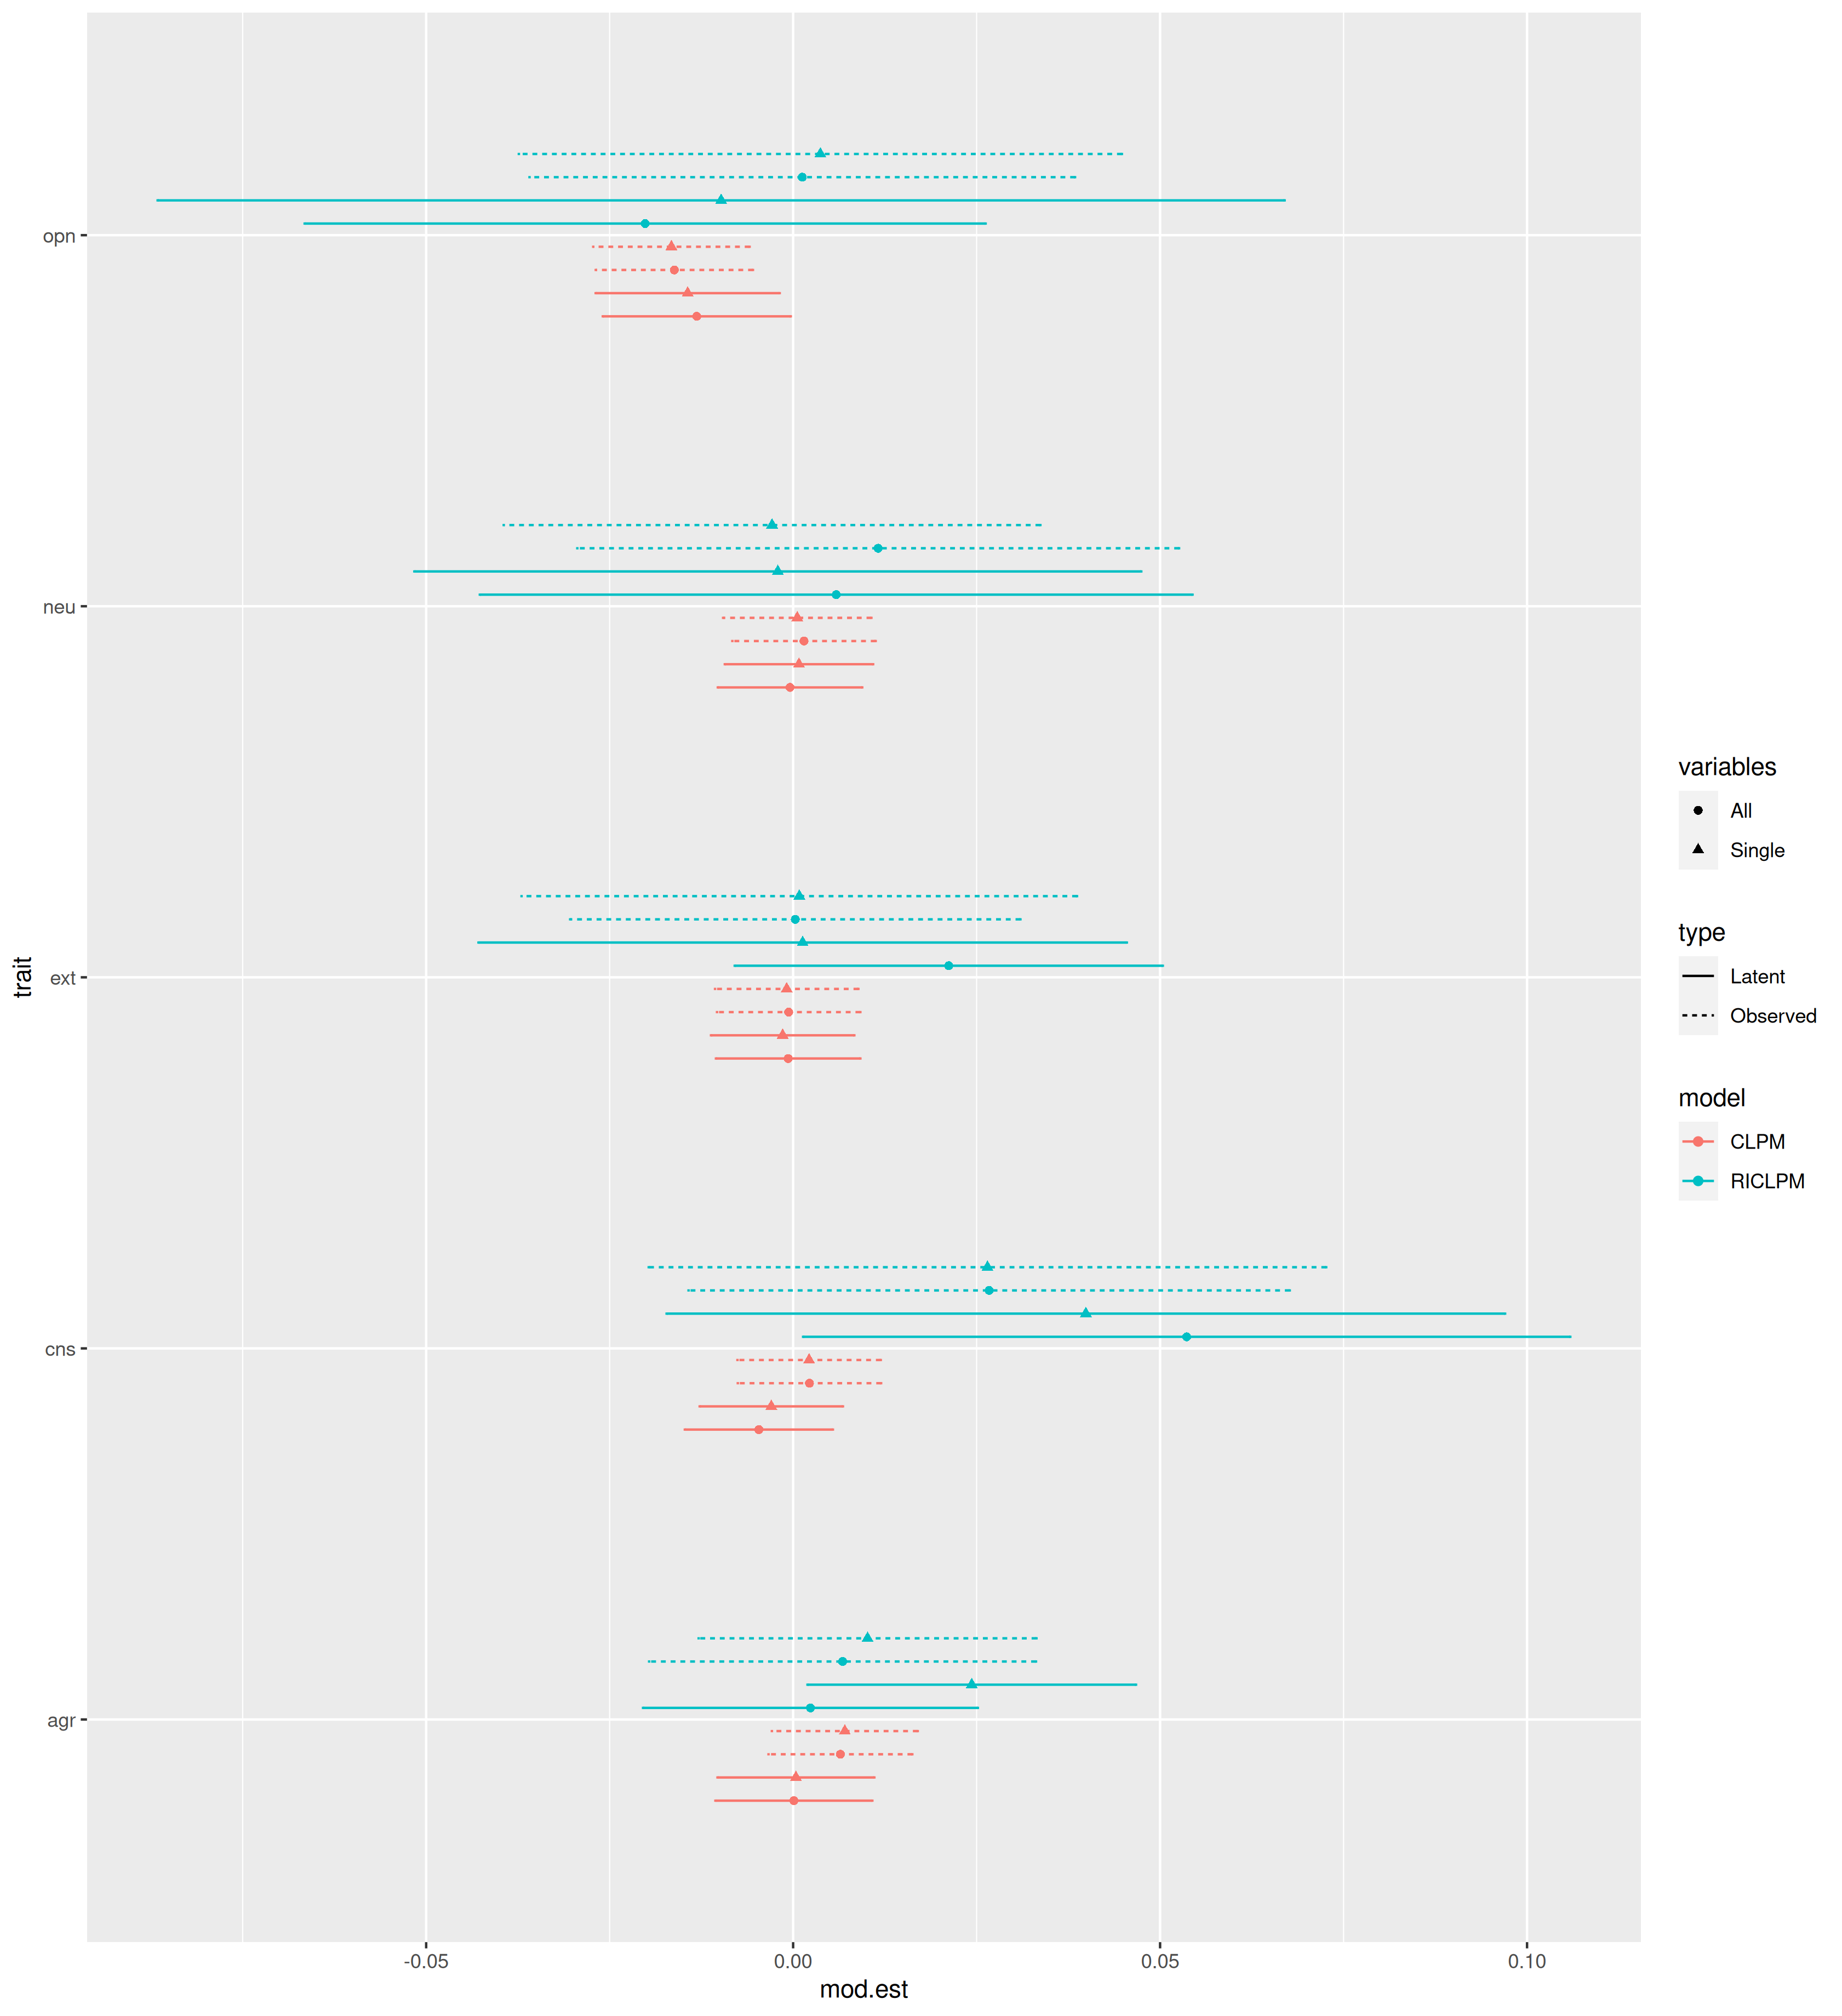 trait
opn
neu
ext
cns
agr
-0.05
0.00
0.05
0.10
mod.est
variables
All
Single
type
Latent
Observed
model
CLPM
RICLPM